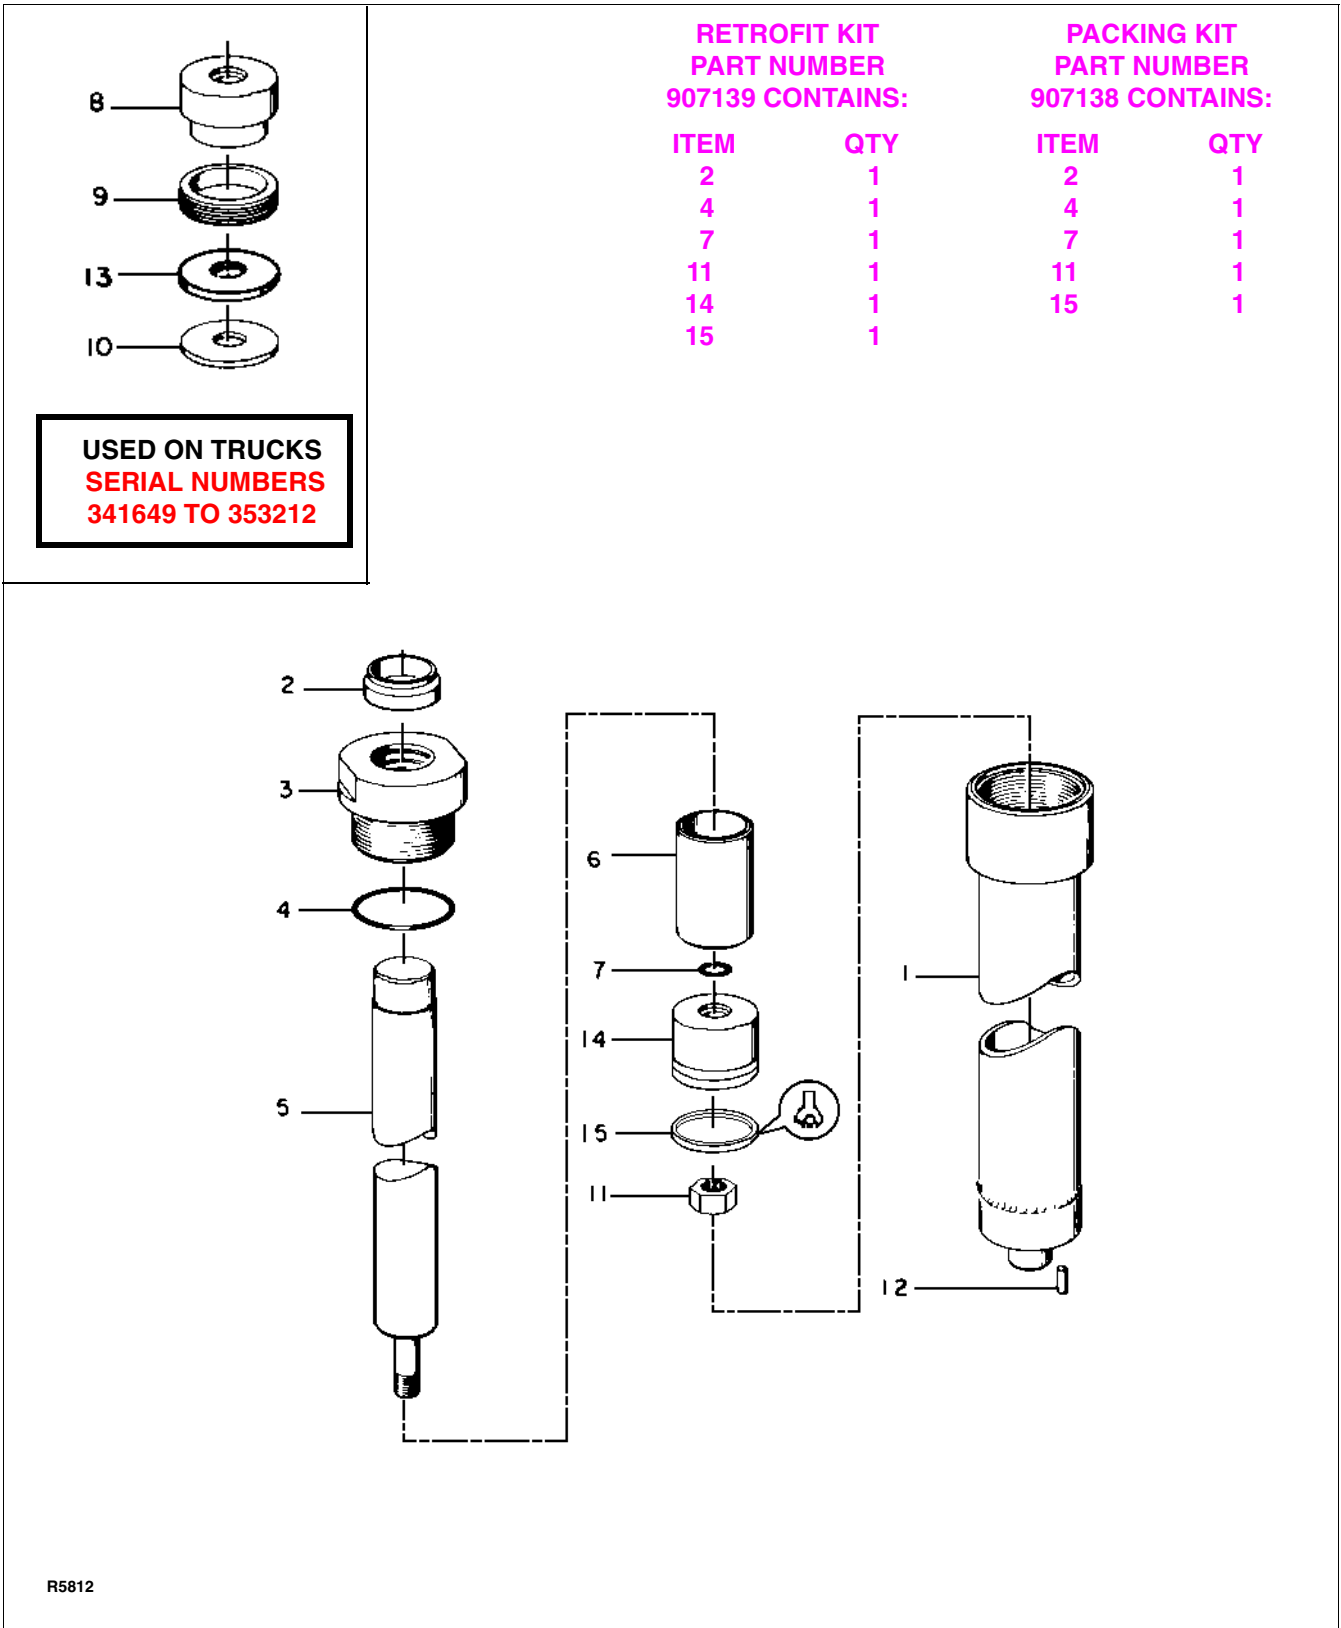 RETROFIT KIT
PART NUMBER
907139 CONTAINS:
ITEM QTY
2 1
4 1
7 1
11 1
14 1
15 1
PACKING KIT
PART NUMBER
907138 CONTAINS:
ITEM QTY
2 1
4 1
7 1
11 1
15 1
8
9
13
10
USED ON TRUCKS
SERIAL NUMBERS
341649 TO 353212
2
3
4
5
6
7
14
15
11
1
12
R5812